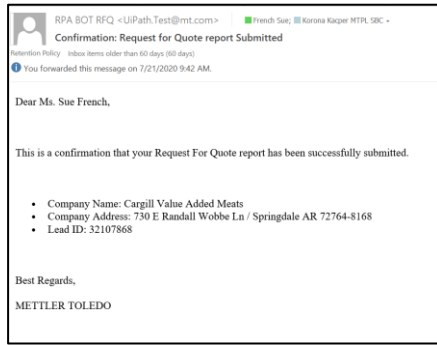 RPA BOT RFQ <UiPath.Test@mt.com> French Sue; Korona Kacper MTPL SBC
Confirmation: Request for Quote report Submitted
Retention Policy Inbox items older than 60 days (60 days)
You forwarded this message on 7/21/2020 9:42 AM.
Dear Ms. Sue French,
This is a confirmation that your Request For Quote report has been successfully submitted.
• Company Name: Cargill Value Added Meats
• Company Address: 730 E Randall Wobbe Ln / Springdale AR 72764-8168
• Lead ID: 32107868
Best Regards,
METTLER TOLEDO